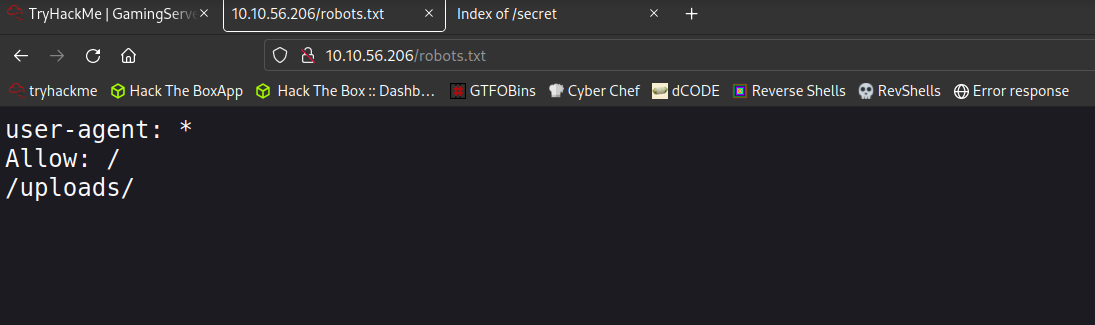 TryHackMe | GamingServe
10.10.56.206/robots.txt
Index of /secret
10.10.56.206/robots.txt
tryhackme
Hack The BoxApp
Hack The Box :: Dashb…
GTFOBins
Cyber Chef
dCODE
Reverse Shells
RevShells
Error response
user-agent: *
Allow: /
/uploads/